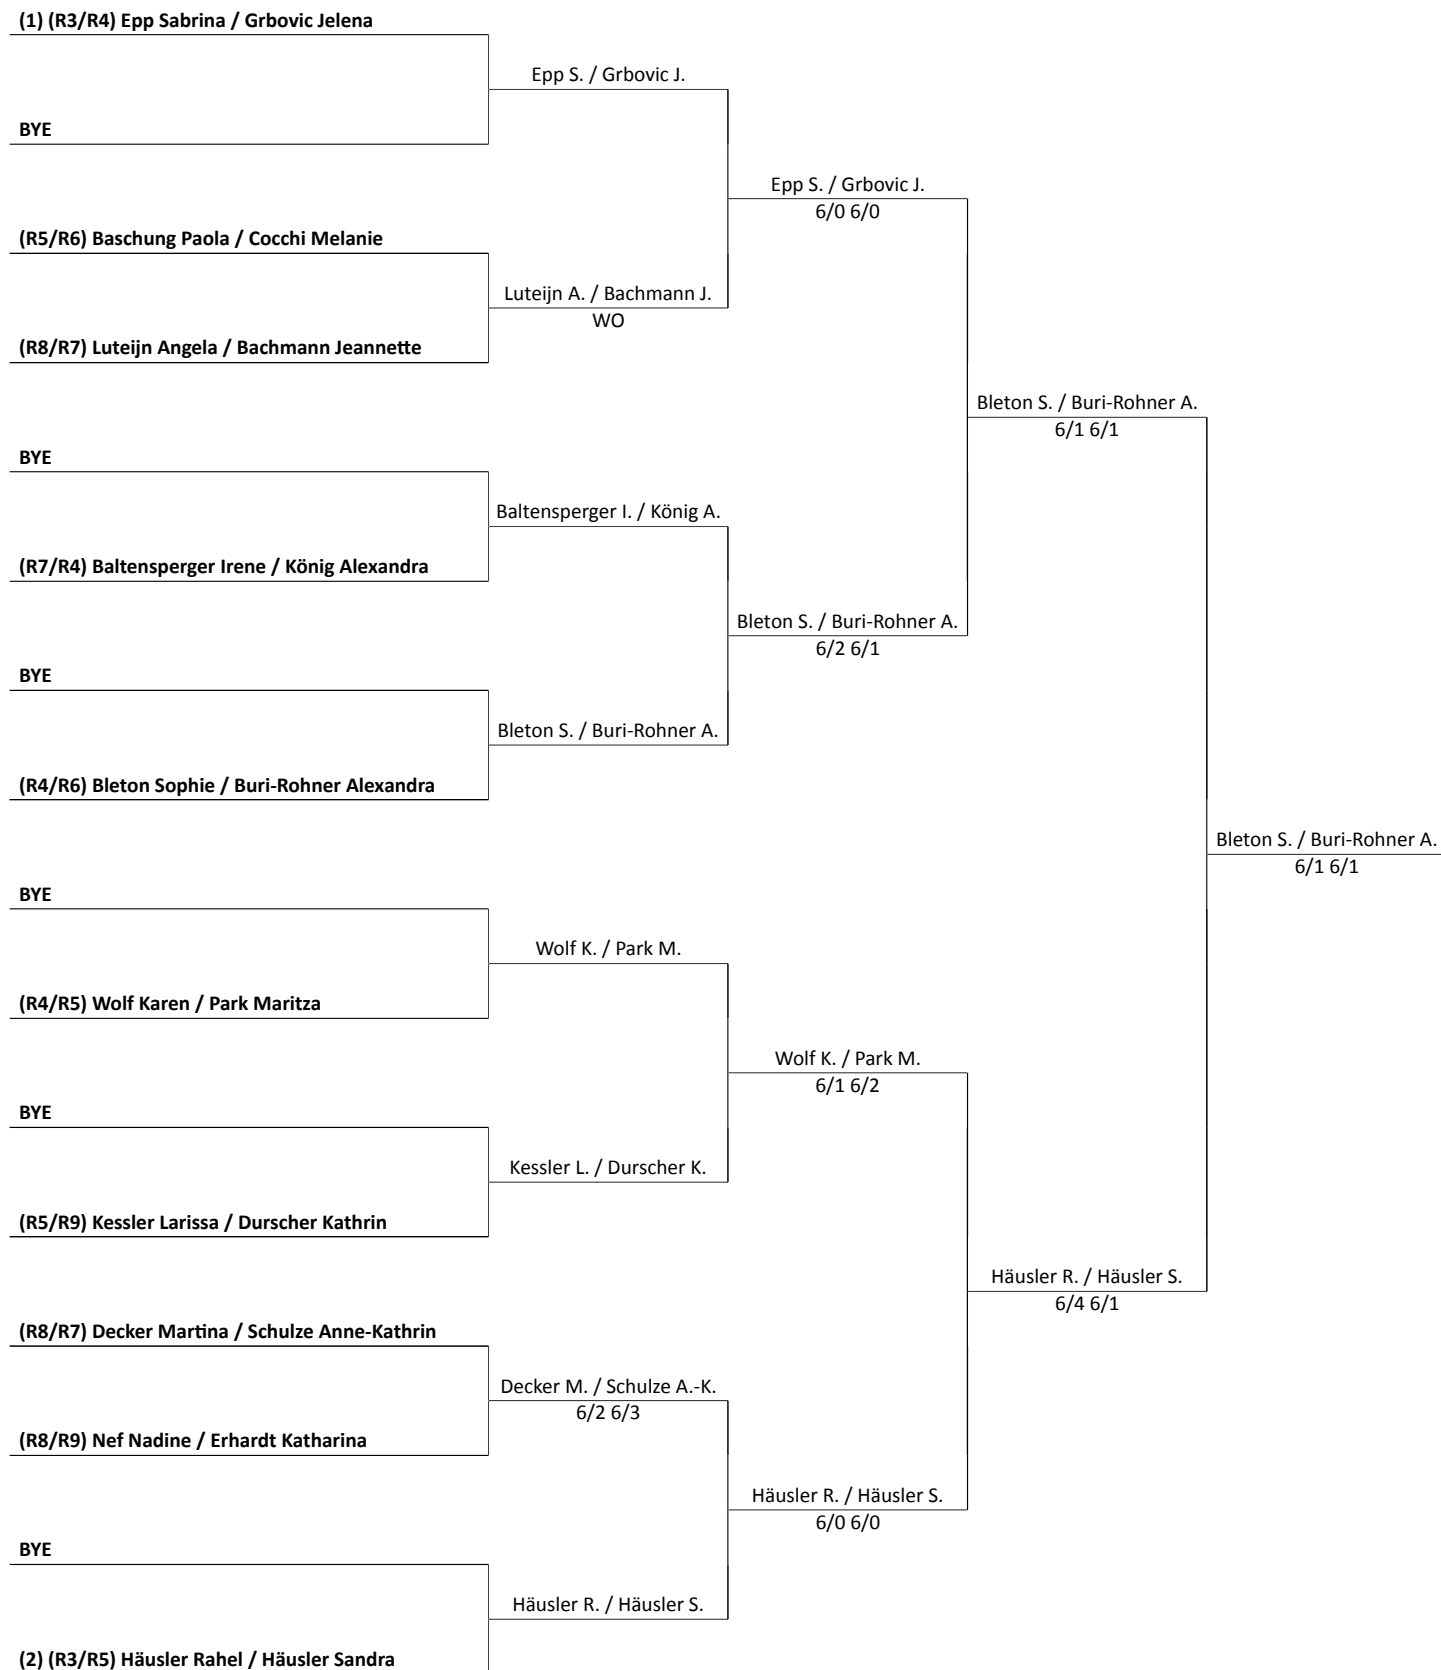 (1) (R3/R4) Epp Sabrina / Grbovic Jelena
Epp S. / Grbovic J.
BYE
Epp S. / Grbovic J.
6/0 6/0
(R5/R6) Baschung Paola / Cocchi Melanie
Luteijn A. / Bachmann J.
WO
(R8/R7) Luteijn Angela / Bachmann Jeannette
Bleton S. / Buri-Rohner A.
6/1 6/1
BYE
Baltensperger I. / König A.
(R7/R4) Baltensperger Irene / König Alexandra
Bleton S. / Buri-Rohner A.
6/2 6/1
BYE
Bleton S. / Buri-Rohner A.
(R4/R6) Bleton Sophie / Buri-Rohner Alexandra
Bleton S. / Buri-Rohner A.
6/1 6/1
BYE
Wolf K. / Park M.
(R4/R5) Wolf Karen / Park Maritza
Wolf K. / Park M.
6/1 6/2
BYE
Kessler L. / Durscher K.
(R5/R9) Kessler Larissa / Durscher Kathrin
Häusler R. / Häusler S.
6/4 6/1
(R8/R7) Decker Martina / Schulze Anne-Kathrin
Decker M. / Schulze A.-K.
6/2 6/3
(R8/R9) Nef Nadine / Erhardt Katharina
Häusler R. / Häusler S.
6/0 6/0
BYE
Häusler R. / Häusler S.
(2) (R3/R5) Häusler Rahel / Häusler Sandra